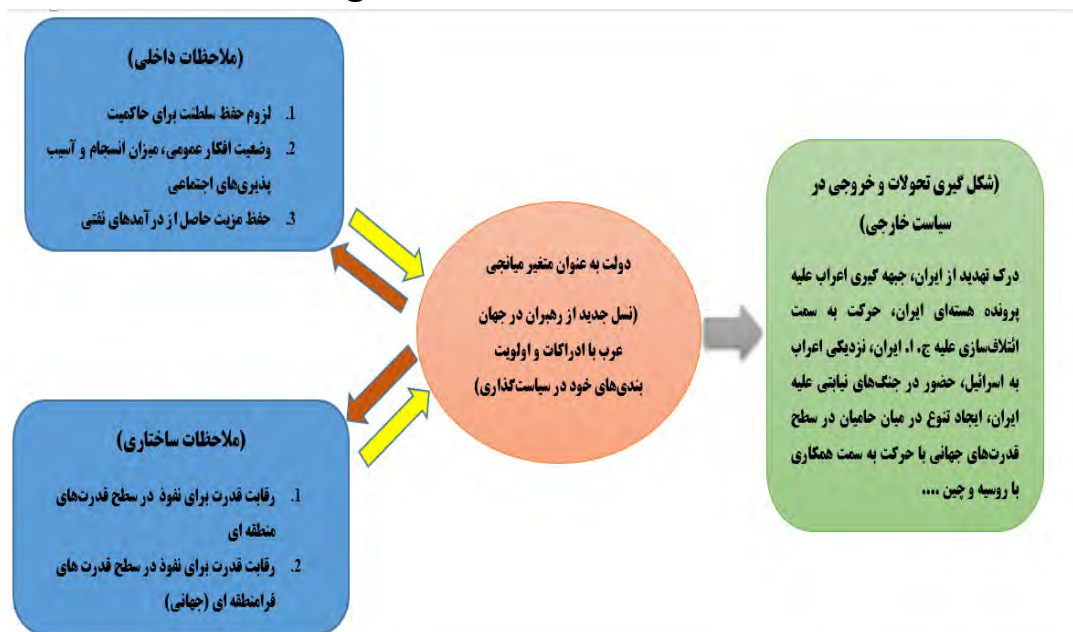 (ملاحظات داخلی)
1. لزوم حفظ سلطنت برای حاکمیت
2. وضعیت افکار عمومی، میزان انسجام و آسیب
پذیری‌های اجتماعی
3. حفظ مزیت حاصل از درآمدهای نفتی
(ملاحظات ساختاری)
1. رقابت قدرت برای نفوذ در سطح قدرت‌های
منطقه ای
2. رقابت قدرت برای نفوذ در سطح قدرت های
فرامنطقه ای (جهانی)
دولت به عنوان متغیر میانجی
(نسل جدید از رهبران در جهان
عرب با ادراکات و اولویت
بندی‌های خود در سیاست‌گذاری)
(شکل گیری تحولات و خروجی در
سیاست خارجی)
درک تهدید از ایران، جبهه گیری اعراب علیه
پرونده هسته‌ای ایران، حرکت به سمت
ائتلاف‌سازی علیه ج. ا. ایران، نزدیکی اعراب
به اسرائیل، حضور در جنگ‌های نیابتی علیه
ایران، ایجاد تنوع در میان حامیان در سطح
قدرت‌های جهانی با حرکت به سمت همکاری
با روسیه و چین ....